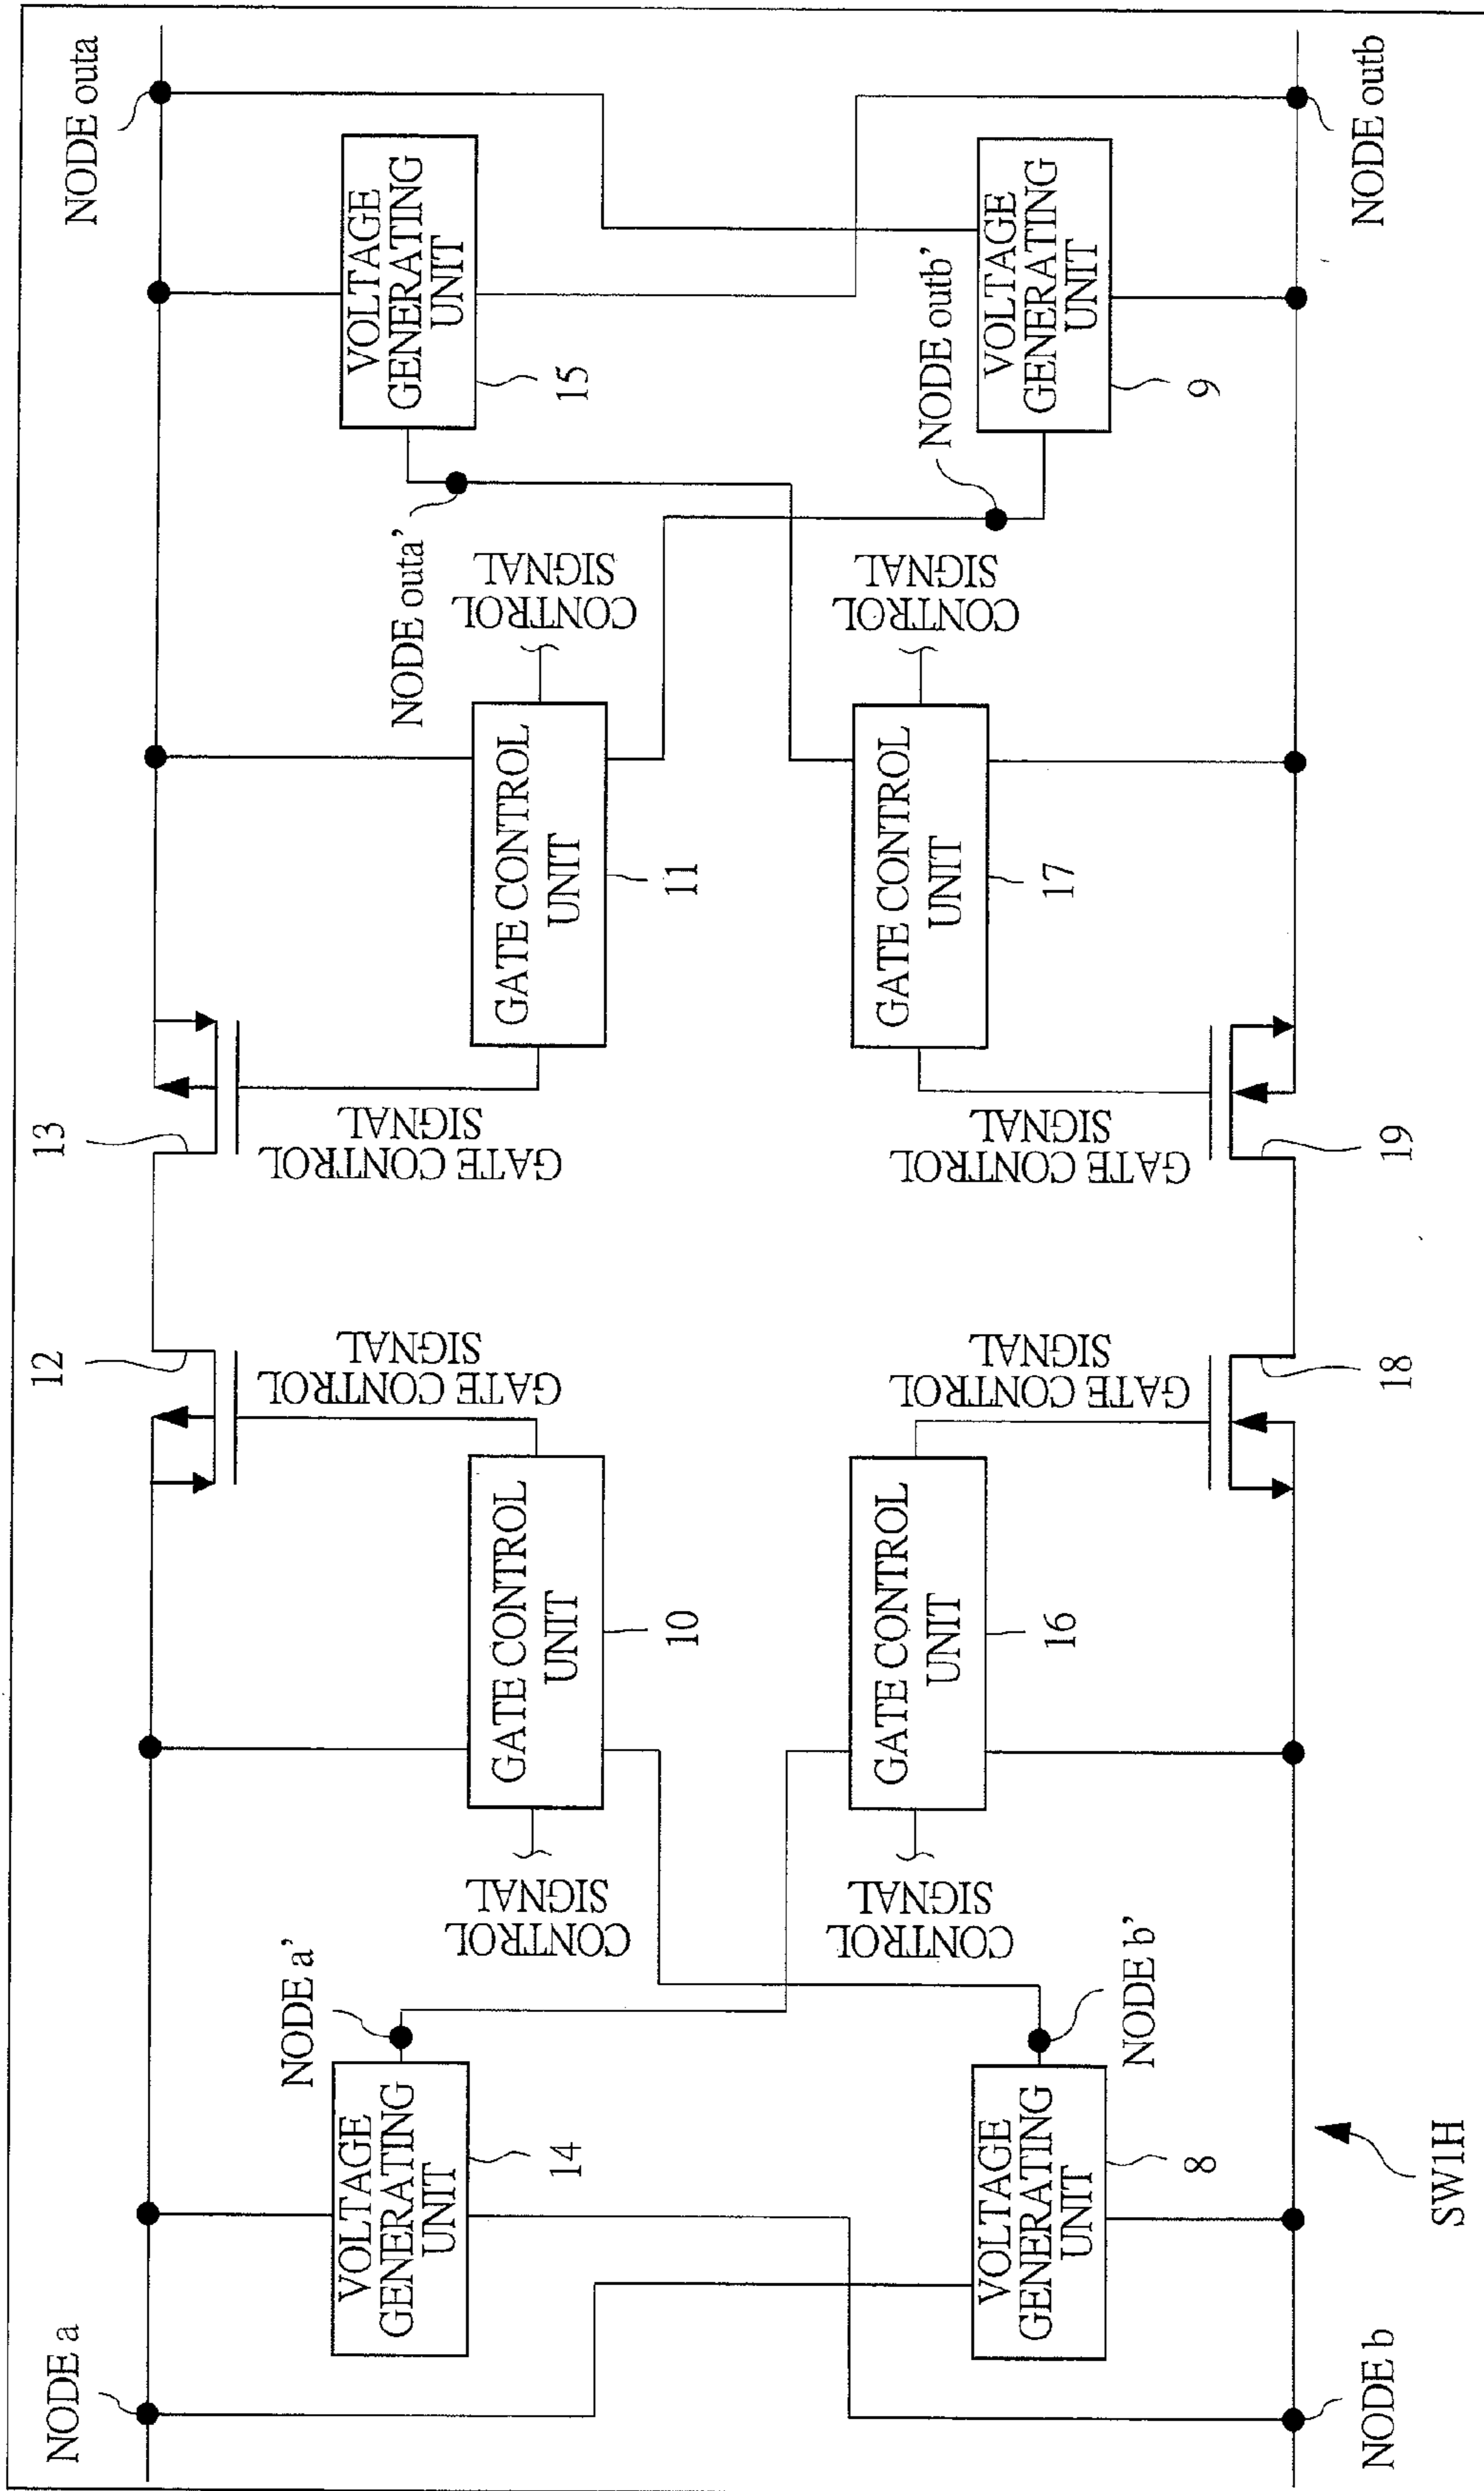 NODE a
NODE outa
12
13
VOLTAGE
GENERATING
UNIT
14
NODE a'
VOLTAGE
GENERATING
UNIT
15
NODE outa'
GATE CONTROL
SIGNAL
GATE CONTROL
SIGNAL
CONTROL
SIGNAL
GATE CONTROL
UNIT
10
GATE CONTROL
UNIT
11
CONTROL
SIGNAL
CONTROL
SIGNAL
GATE CONTROL
UNIT
16
GATE CONTROL
UNIT
17
CONTROL
SIGNAL
GATE CONTROL
SIGNAL
GATE CONTROL
SIGNAL
VOLTAGE
GENERATING
UNIT
8
NODE b'
VOLTAGE
GENERATING
UNIT
9
NODE outb'
18
19
NODE b
NODE outb
SW1H